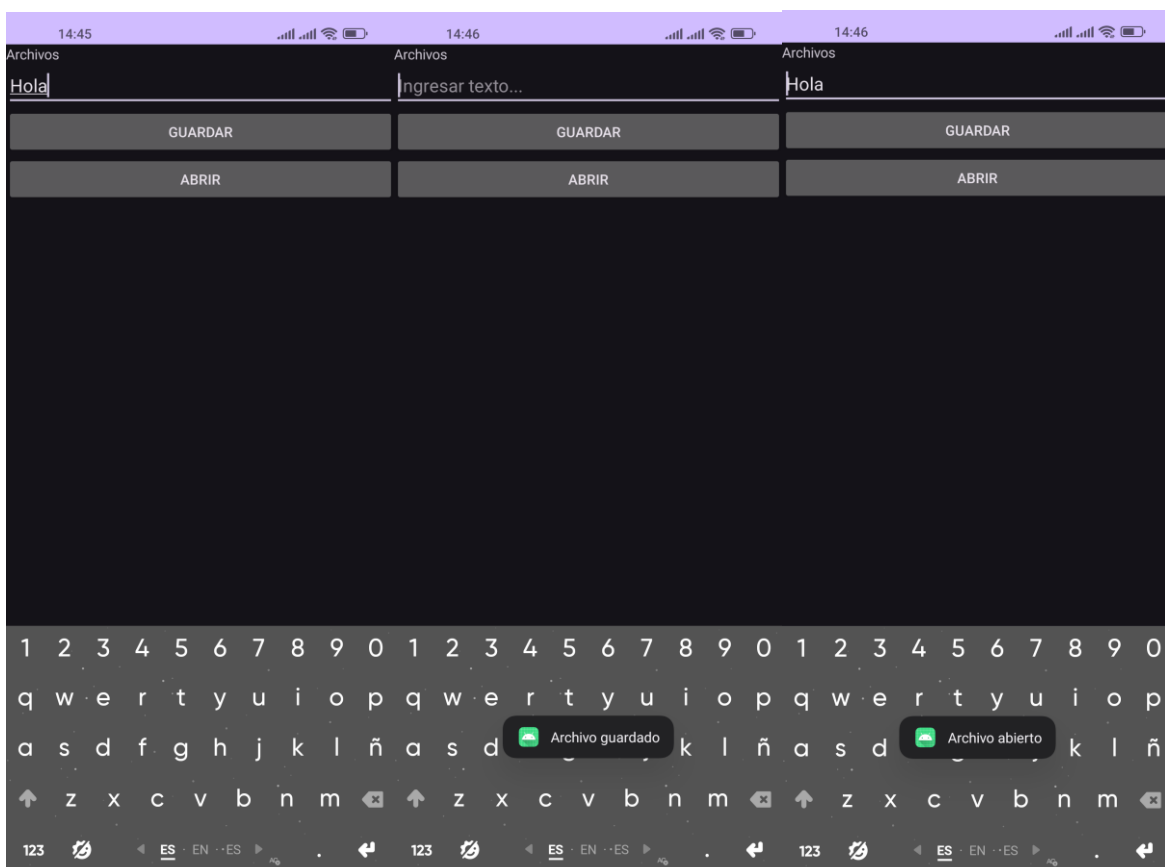 14:45
Archivos
Hola
GUARDAR
ABRIR
1 2 3 4 5 6 7 8 9 0
q w e r t y u i o p
a s d f g h j k l ñ
z x c v b n m
123 ES · EN · ·ES .
14:46
Archivos
Ingresar texto...
GUARDAR
ABRIR
1 2 3 4 5 6 7 8 9 0
q w e r t y u i o p
Archivo guardado
a s d k l ñ
z x c v b n m
123 ES · EN · ·ES .
14:46
Archivos
Hola
GUARDAR
ABRIR
1 2 3 4 5 6 7 8 9 0
q w e r t y u i o p
Archivo abierto
a s d k l ñ
z x c v b n m
123 ES · EN · ·ES .